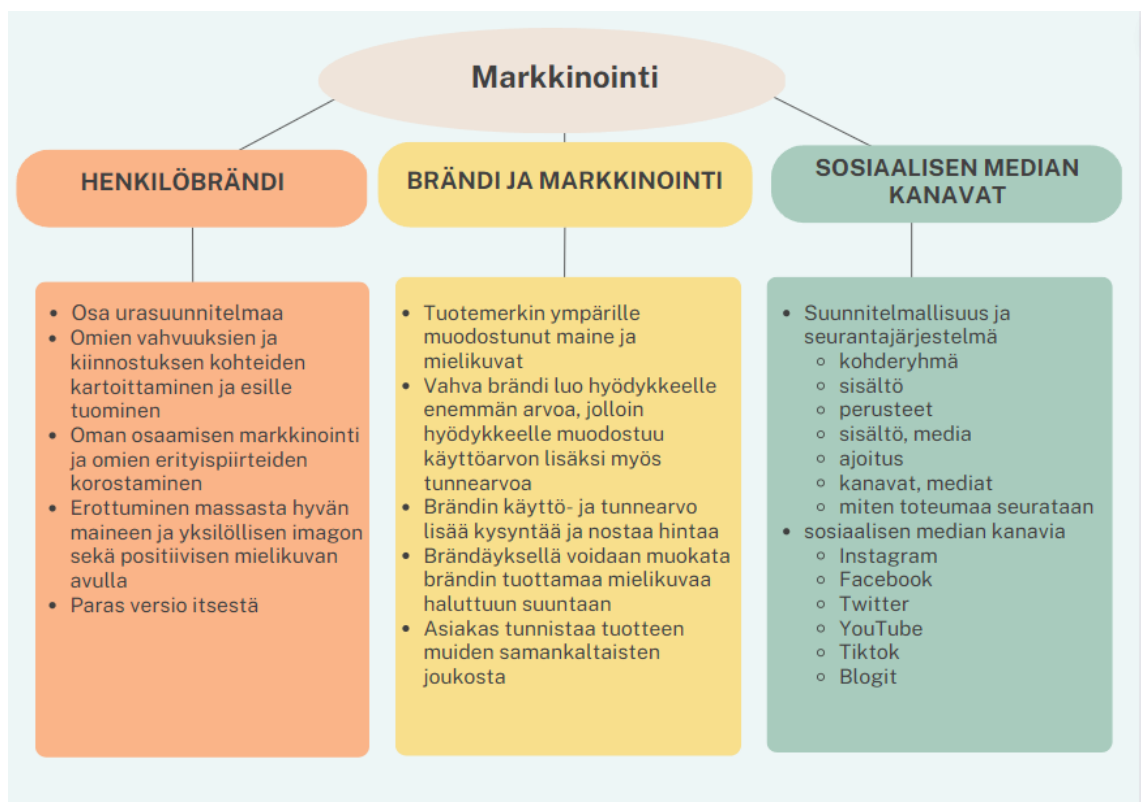 Markkinointi
HENKILÖBRÄNDI
Osa urasuunnitelmaa
Omien vahvuuksien ja
kiinnostuksen kohteiden
kartoittaminen ja esille
tuominen
Oman osaamisen markkinointi
ja omien erityispiirteiden
korostaminen
Erottuminen massasta hyvän
maineen ja yksilöllisen imagon
sekä positiivisen mielikuvan
avulla
Paras versio itsestä
BRÄNDI JA MARKKINOINTI
Tuotemerkin ympärille
muodostunut maine ja
mielikuvat
Vahva brändi luo hyödykkeelle
enemmän arvoa, jolloin
hyödykkeelle muodostuu
käyttöarvon lisäksi myös
tunnearvoa
Brändin käyttö- ja tunnearvo
lisää kysyntää ja nostaa hintaa
Brändäyksellä voidaan muokata
brändin tuottamaa mielikuvaa
haluttuun suuntaan
Asiakas tunnistaa tuotteen
muiden samankaltaisten
joukosta
SOSIAALISEN MEDIAN
KANAVAT
Suunnitelmallisuus ja
seurantajärjestelmä
kohderyhmä
sisältö
perusteet
sisältö, media
ajoitus
kanavat, mediat
miten toteumaa seurataan
sosiaalisen median kanavia
Instagram
Facebook
Twitter
YouTube
Tiktok
Blogit